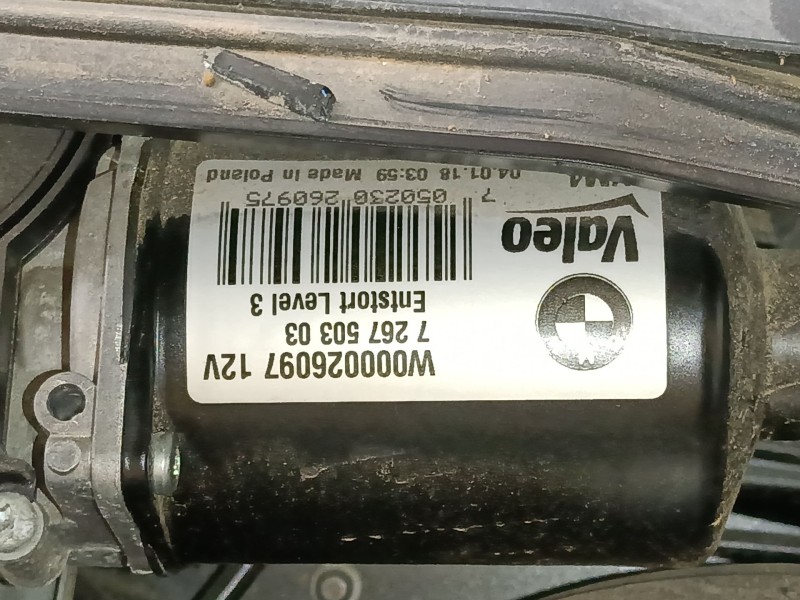 W000026097 12V
7 267 503 03
Entstort Level 3
Valeo
7 050230 260975
04.01.18 03:59 Made in Poland